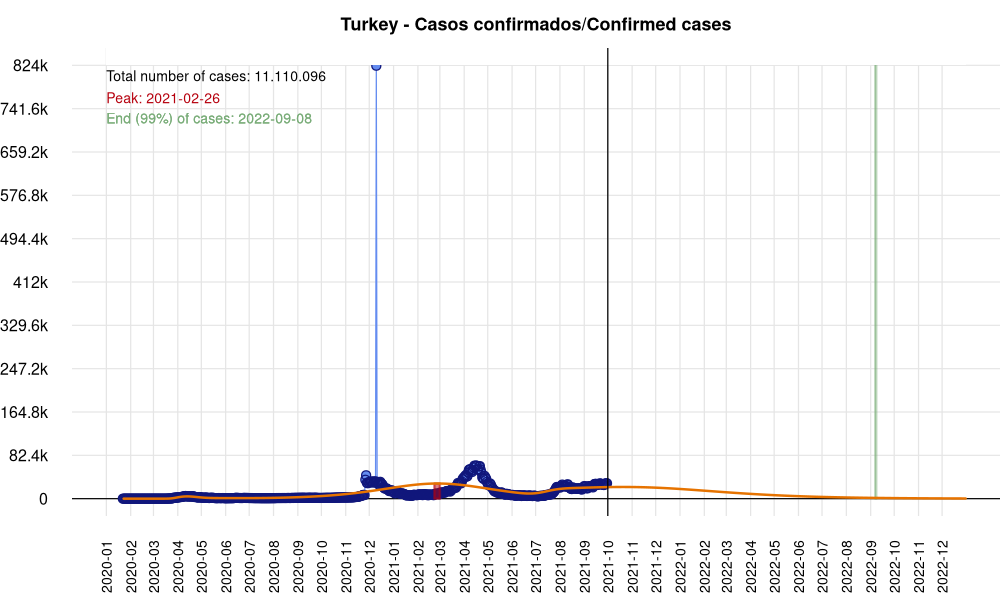 Turkey - Casos confirmados/Confirmed cases
824k
Total number of cases: 11.110.096
Peak: 2021-02-26
741.6k
End (99%) of cases: 2022-09-08
659.2k
576.8k
494.4k
412k
329.6k
247.2k
164.8k
82.4k
0
2020-01
2020-02
2020-03
2020-04
2020-05
2020-06
2020-07
2020-08
2020-09
2020-10
2020-11
2020-12
2021-01
2021-02
2021-03
2021-04
2021-05
2021-06
2021-07
2021-08
2021-09
2021-10
2021-11
2021-12
2022-01
2022-02
2022-03
2022-04
2022-05
2022-06
2022-07
2022-08
2022-09
2022-10
2022-11
2022-12